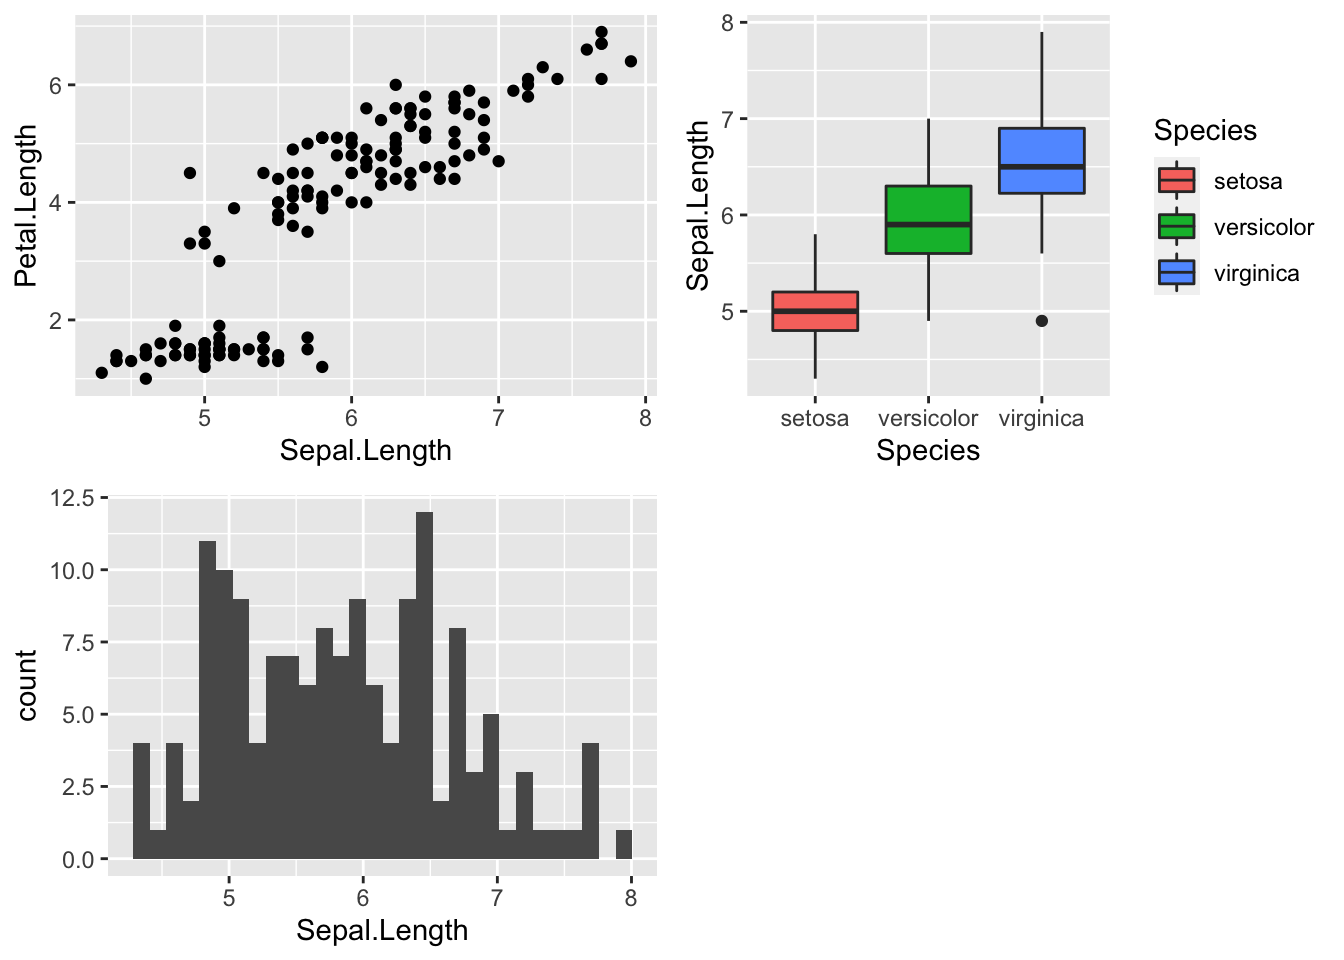 6
4
2
Petal.Length
5 6 7 8
Sepal.Length
8
7
6
5
Sepal.Length
setosa versicolor virginica
Species
Species
setosa
versicolor
virginica
12.5
10.0
7.5
5.0
2.5
0.0
count
5 6 7 8
Sepal.Length